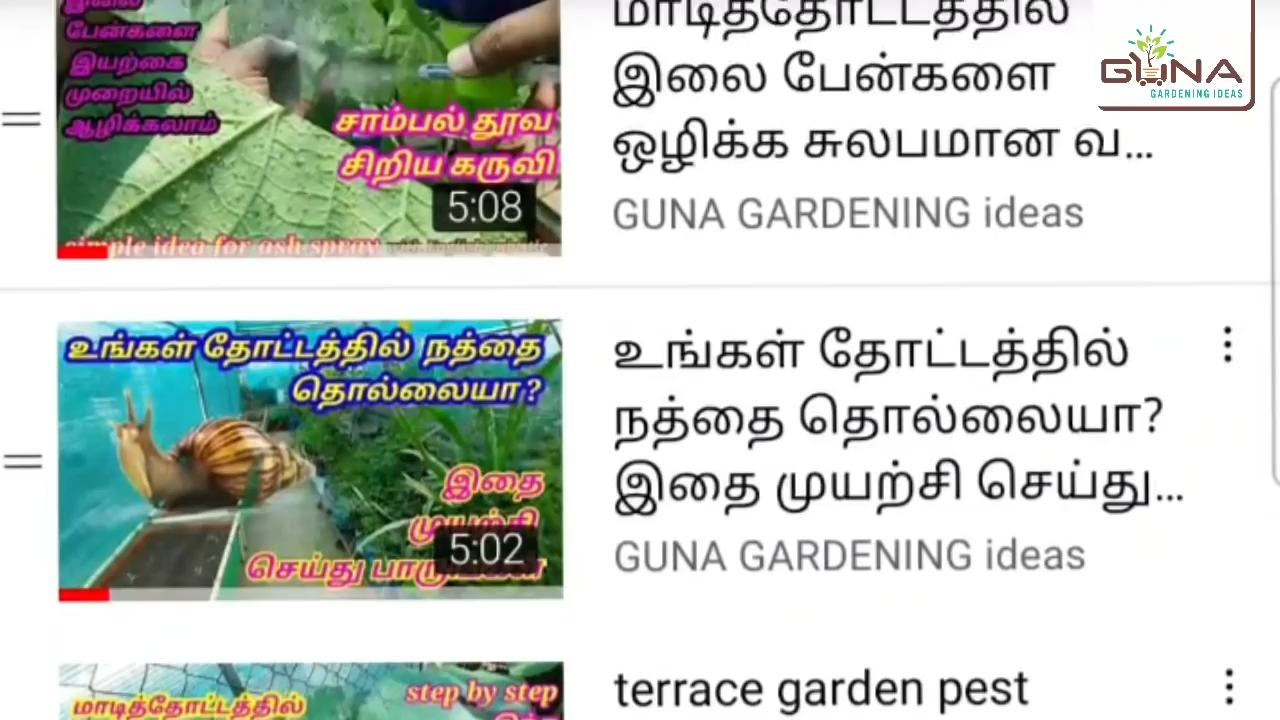 இலை
பேன்களை
இயற்கை
முறையில்
ஆழிக்கலாம்
சாம்பல் தூவ
சிறிய கருவி
5:08
simple idea for ash spray
மாடித்தோட்டத்தில்
இலை பேன்களை
ஒழிக்க சுலபமான வ...
GUNA GARDENING ideas
GUNA
GARDENING IDEAS
உங்கள் தோட்டத்தில் நத்தை
தொல்லையா?
இதை
முயற்சி
செய்து
5:02
உங்கள் தோட்டத்தில்
நத்தை தொல்லையா?
இதை முயற்சி செய்து...
GUNA GARDENING ideas
மாடித்தோட்டத்தில்
step by step
terrace garden pest